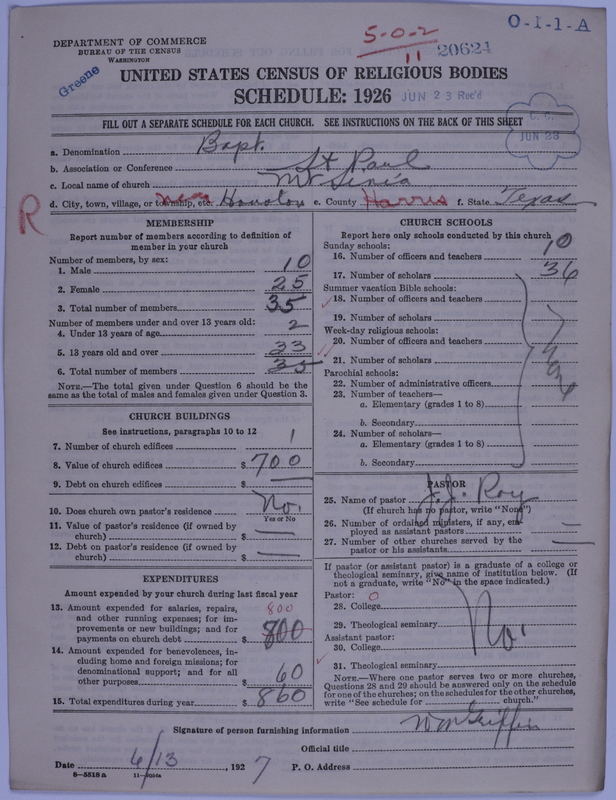 DEPARTMENT OF COMMERCE
BUREAU OF THE CENSUS
WASHINGTON
Greene
5-0-2
11
20624
O-I-1-A
UNITED STATES CENSUS OF RELIGIOUS BODIES
SCHEDULE: 1926
JUN 23 Rec'd
JUN 23
FILL OUT A SEPARATE SCHEDULE FOR EACH CHURCH. SEE INSTRUCTIONS ON THE BACK OF THIS SHEET
a. Denomination Bapt.
b. Association or Conference St Paul
c. Local name of church Mt Sinia
d. City, town, village, or township, etc. near Houston e. County Harris f. State Texas
R
MEMBERSHIP
Report number of members according to definition of
member in your church
Number of members, by sex:
1. Male 10
2. Female 25
3. Total number of members 35
Number of members under and over 13 years old:
4. Under 13 years of age 2
5. 13 years old and over 33
6. Total number of members 35
NOTE.—The total given under Question 6 should be the
same as the total of males and females given under Question 3.
CHURCH BUILDINGS
See instructions, paragraphs 10 to 12
7. Number of church edifices 1
8. Value of church edifices $700
9. Debt on church edifices $
10. Does church own pastor's residence No.
Yes or No
11. Value of pastor's residence (if owned by
church) $
12. Debt on pastor's residence (if owned by
church) $
EXPENDITURES
Amount expended by your church during last fiscal year
13. Amount expended for salaries, repairs, 800
and other running expenses; for im-
provements or new buildings; and for
payments on church debt $800
14. Amount expended for benevolences, in-
cluding home and foreign missions; for
denominational support; and for all
other purposes $60
15. Total expenditures during year $860
CHURCH SCHOOLS
Report here only schools conducted by this church
Sunday schools:
16. Number of officers and teachers 10
17. Number of scholars 36
Summer vacation Bible schools:
18. Number of officers and teachers
19. Number of scholars
Week-day religious schools:
20. Number of officers and teachers
21. Number of scholars
None
Parochial schools:
22. Number of administrative officers
23. Number of teachers—
a. Elementary (grades 1 to 8)
b. Secondary
24. Number of scholars—
a. Elementary (grades 1 to 8)
b. Secondary
PASTOR
25. Name of pastor J. J. Roy
(If church has no pastor, write "None")
26. Number of ordained ministers, if any, em-
ployed as assistant pastors
27. Number of other churches served by the
pastor or his assistants
If pastor (or assistant pastor) is a graduate of a college or
theological seminary, give name of institution below. (If
not a graduate, write "No" in the space indicated.)
Pastor: 0
28. College
29. Theological seminary
No.
Assistant pastor:
30. College
31. Theological seminary
NOTE.—Where one pastor serves two or more churches,
Questions 28 and 29 should be answered only on the schedule
for one of the churches; on the schedules for the other churches,
write "See schedule for church."
Signature of person furnishing information Wm Griffin
Official title
Date 6/13, 1927 P. O. Address
8-5518 a